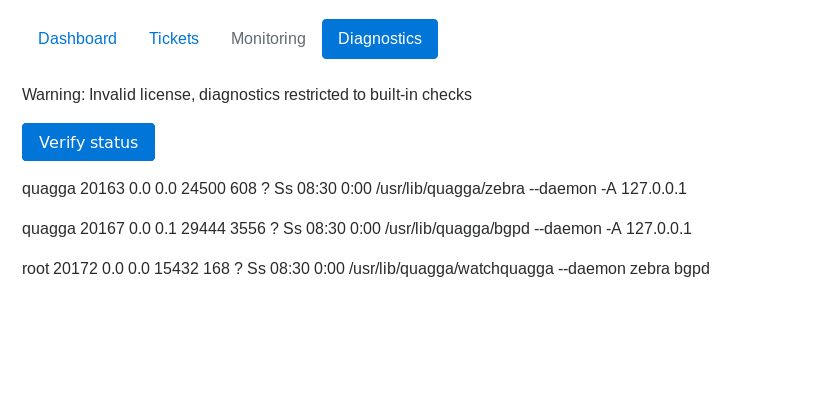 Dashboard Tickets Monitoring Diagnostics
Warning: Invalid license, diagnostics restricted to built-in checks
Verify status
quagga 20163 0.0 0.0 24500 608 ? Ss 08:30 0:00 /usr/lib/quagga/zebra --daemon -A 127.0.0.1
quagga 20167 0.0 0.1 29444 3556 ? Ss 08:30 0:00 /usr/lib/quagga/bgpd --daemon -A 127.0.0.1
root 20172 0.0 0.0 15432 168 ? Ss 08:30 0:00 /usr/lib/quagga/watchquagga --daemon zebra bgpd